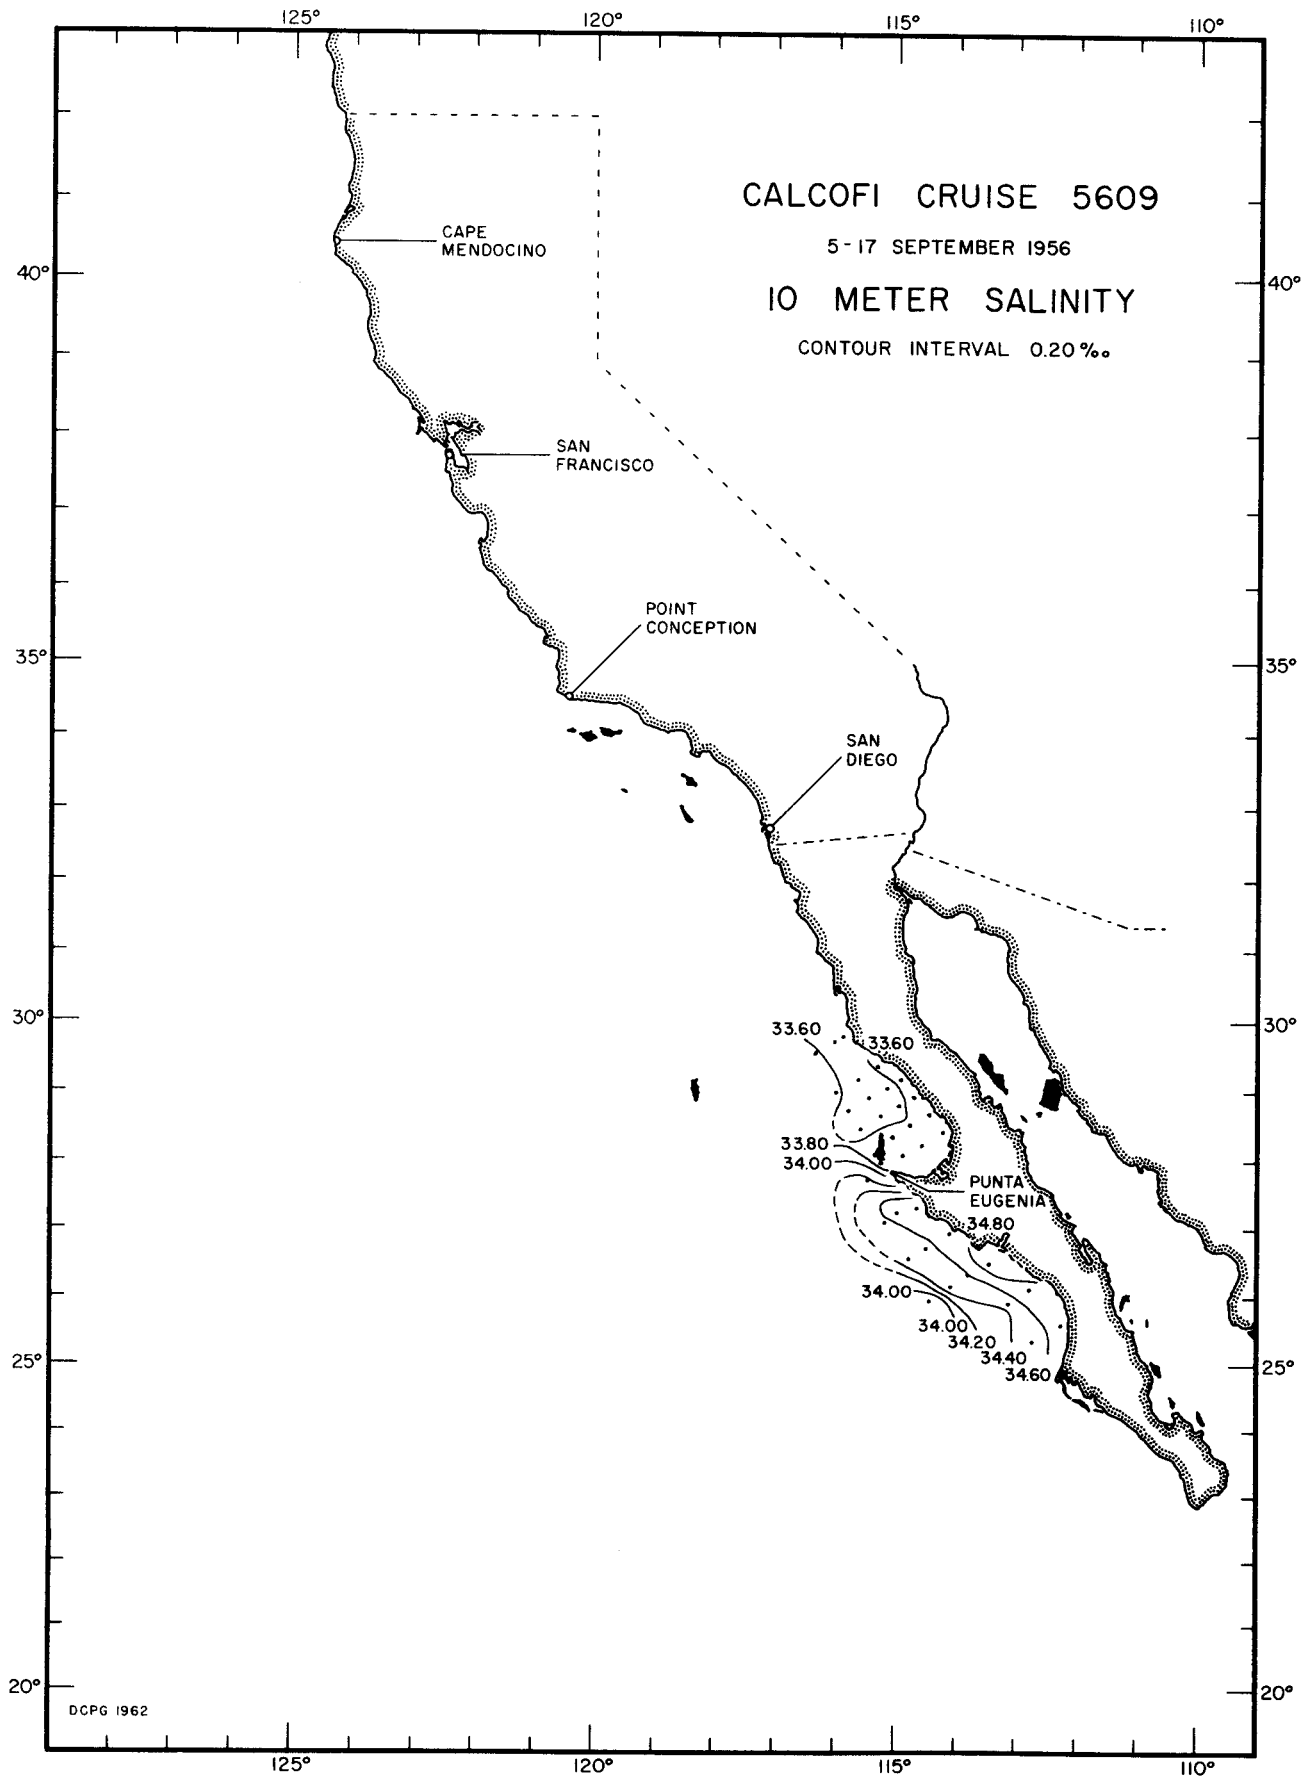 125° 120° 115° 110°
CALCOFI CRUISE 5609
5-17 SEPTEMBER 1956
10 METER SALINITY
CONTOUR INTERVAL 0.20‰
CAPE
MENDOCINO
40° 40°
SAN
FRANCISCO
POINT
CONCEPTION
35° 35°
SAN
DIEGO
30° 30°
33.60 33.60
33.80
34.00
PUNTA
EUGENIA
34.80
34.00
34.00
34.20
34.40
34.60
25° 25°
20° 20°
DCPG 1962
125° 120° 115° 110°